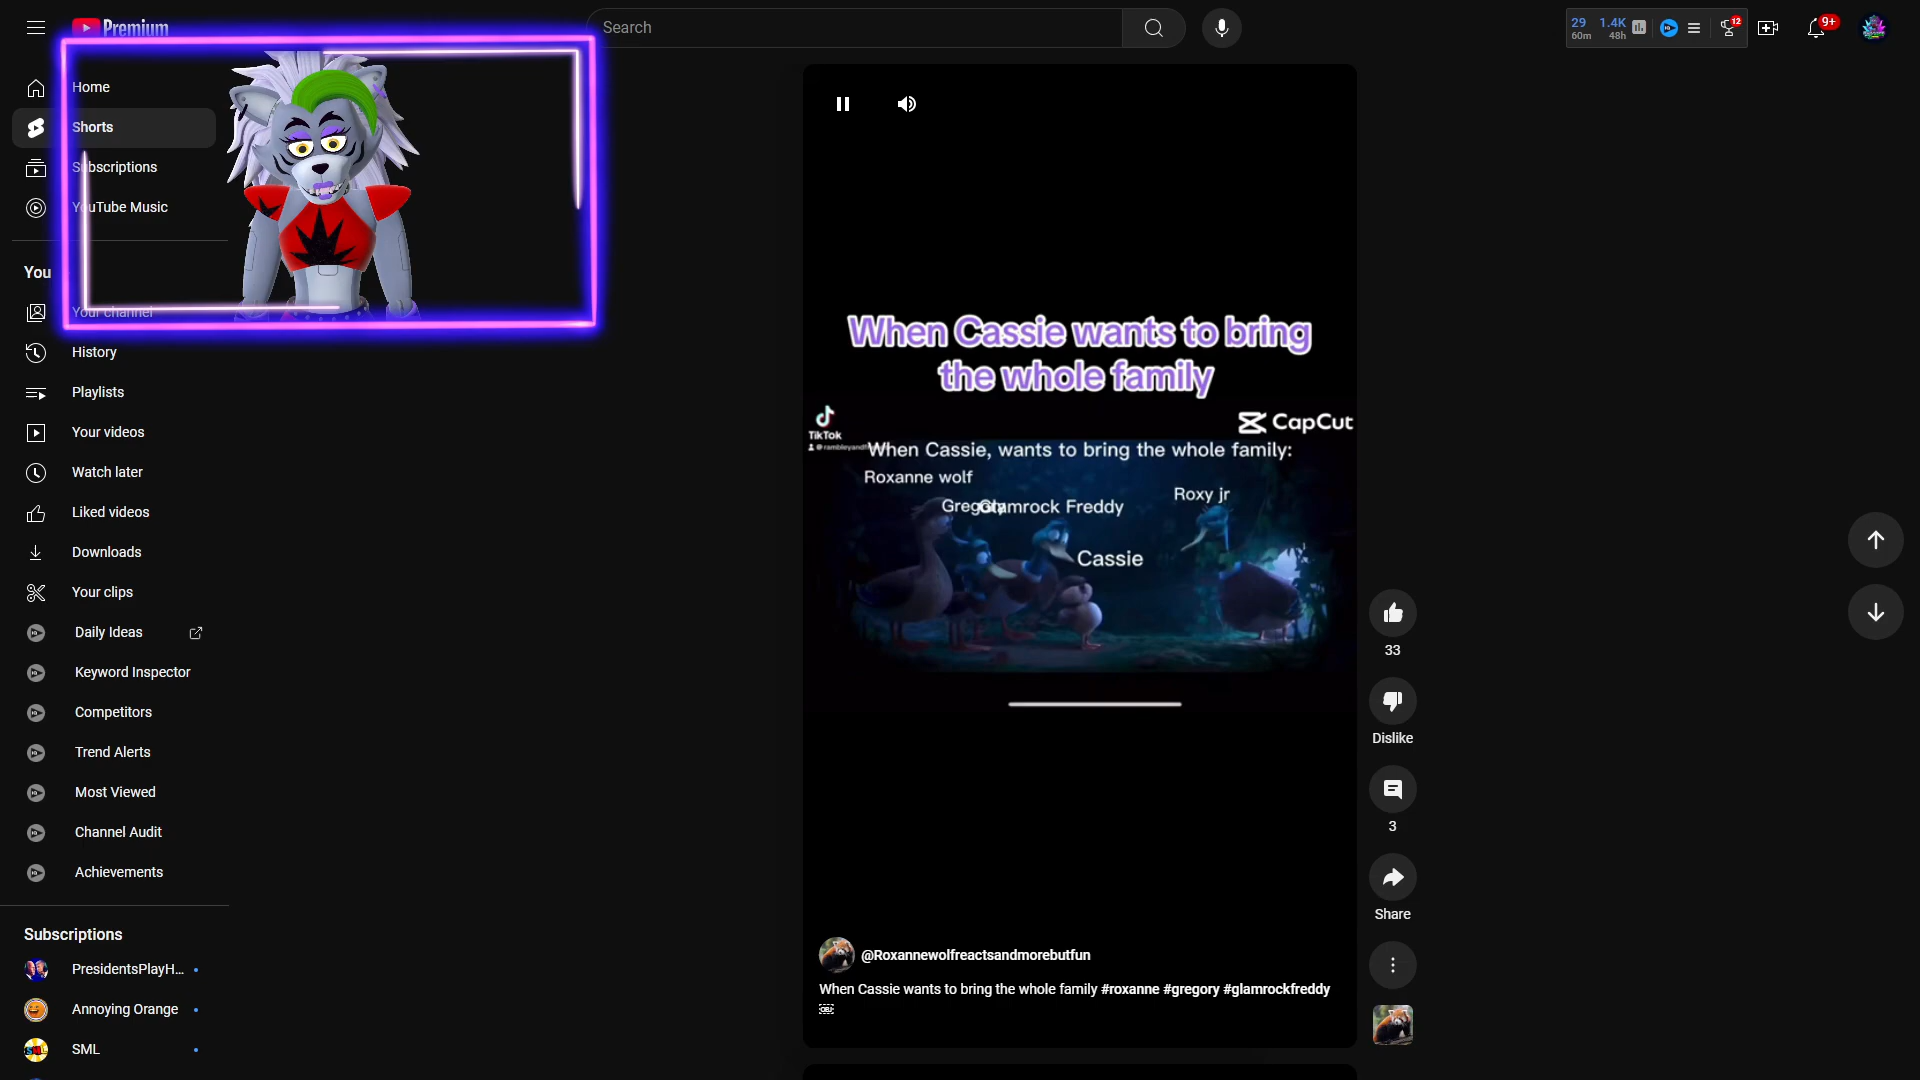 Premium
Search
29
60m
1.4K
48h
12
9+
Home
Shorts
Subscriptions
YouTube Music
You
Your channel
History
Playlists
Your videos
Watch later
Liked videos
Downloads
Your clips
Daily Ideas
Keyword Inspector
Competitors
Trend Alerts
Most Viewed
Channel Audit
Achievements
Subscriptions
PresidentsPlayH...
Annoying Orange
SML
When Cassie wants to bring
the whole family
TikTok
CapCut
When Cassie, wants to bring the whole family:
Roxanne wolf
Roxy jr
Gregory
Glamrock Freddy
Cassie
33
Dislike
3
Share
@Roxannewolfreactsandmorebutfun
When Cassie wants to bring the whole family #roxanne #gregory #glamrockfreddy